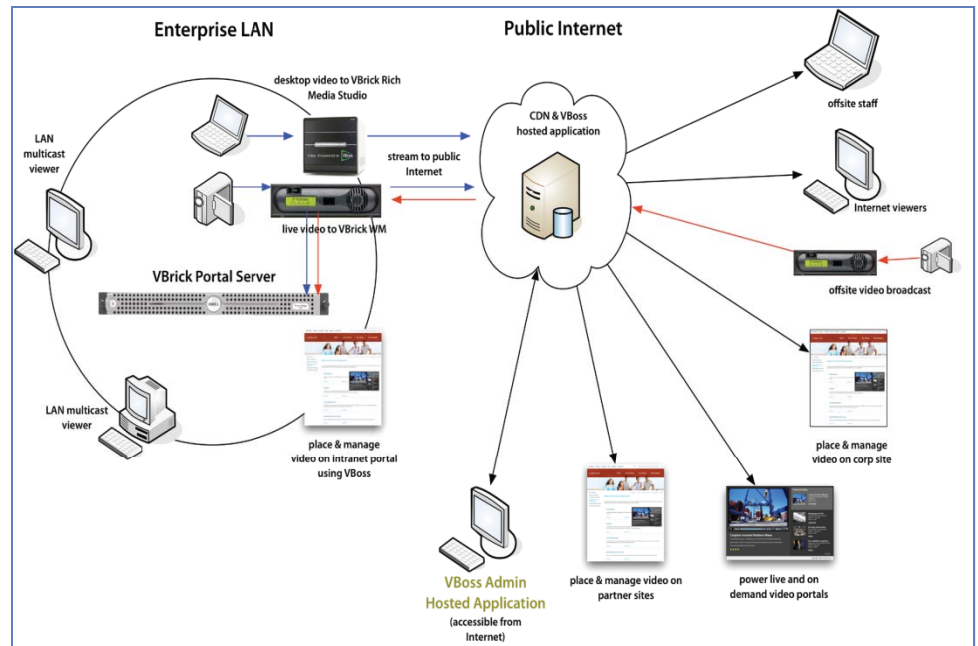 Enterprise LAN
Public Internet
desktop video to VBrick Rich
Media Studio
LAN
multicast
viewer
stream to public
Internet
live video to VBrick WM
VBrick Portal Server
DELL
LAN multicast
viewer
place & manage
video on intranet portal
using VBoss
CDN & VBoss
hosted application
offsite staff
Internet viewers
offsite video broadcast
place & manage
video on corp site
VBoss Admin
Hosted Application
(accessible from
Internet)
place & manage video on
partner sites
power live and on
demand video portals